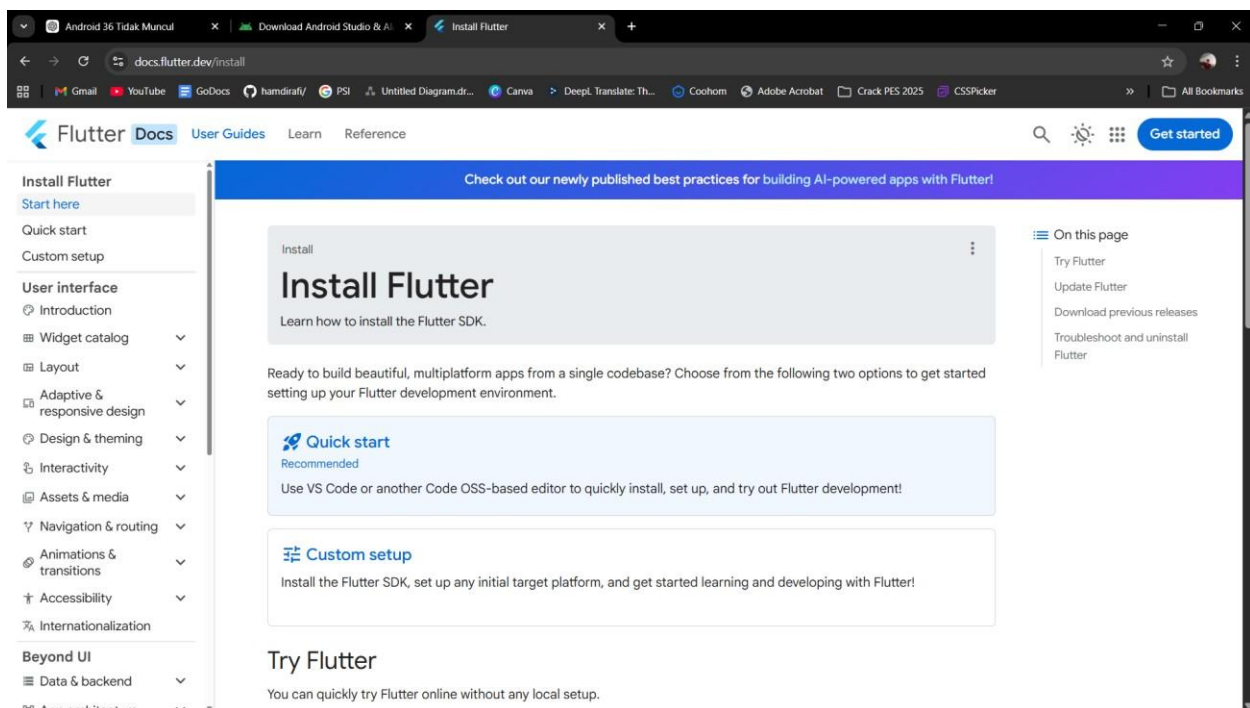 Android 36 Tidak Muncul
Download Android Studio & A
Install Flutter
docs.flutter.dev/install
Gmail
YouTube
GoDocs
hamdirafi/
PSI
Untitled Diagram.dr...
Canva
DeepL Translate: Th...
Coohom
Adobe Acrobat
Crack PES 2025
CSSPicker
All Bookmarks
Flutter Docs
User Guides
Learn
Reference
Get started
Install Flutter
Start here
Quick start
Custom setup
User interface
Introduction
Widget catalog
Layout
Adaptive &
responsive design
Design & theming
Interactivity
Assets & media
Navigation & routing
Animations &
transitions
Accessibility
Internationalization
Beyond UI
Data & backend
Check out our newly published best practices for building AI-powered apps with Flutter!
Install
Install Flutter
Learn how to install the Flutter SDK.
Ready to build beautiful, multiplatform apps from a single codebase? Choose from the following two options to get started
setting up your Flutter development environment.
Quick start
Recommended
Use VS Code or another Code OSS-based editor to quickly install, set up, and try out Flutter development!
Custom setup
Install the Flutter SDK, set up any initial target platform, and get started learning and developing with Flutter!
Try Flutter
You can quickly try Flutter online without any local setup.
On this page
Try Flutter
Update Flutter
Download previous releases
Troubleshoot and uninstall
Flutter